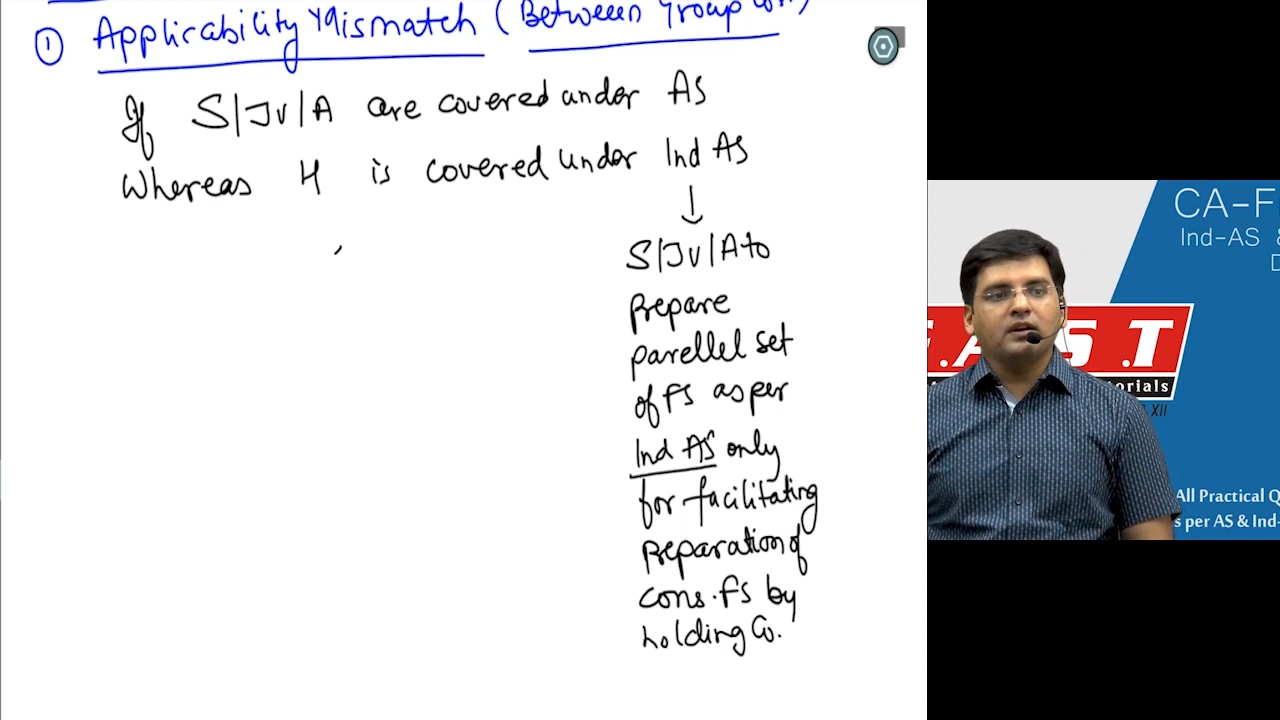 ① Applicability Mismatch (Between Group
If S/JV/A are covered under AS
Whereas H is covered under Ind AS
↓
S/JV/A to
prepare
parellel set
of FS as per
Ind AS only
for facilitating
preparation of
cons. FS by
holding Co.
CA-F
Ind-AS &
D
F.A.S.T
torials
XII
All Practical Q
s per AS & Ind-